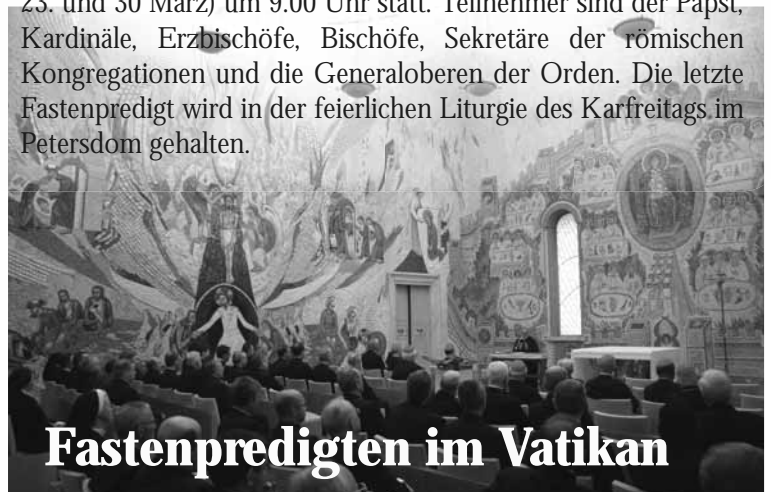 23. und 30 März) um 9.00 Uhr statt. Teilnehmer sind der Papst,
Kardinäle, Erzbischöfe, Bischöfe, Sekretäre der römischen
Kongregationen und die Generaloberen der Orden. Die letzte
Fastenpredigt wird in der feierlichen Liturgie des Karfreitags im
Petersdom gehalten.
Fastenpredigten im Vatikan